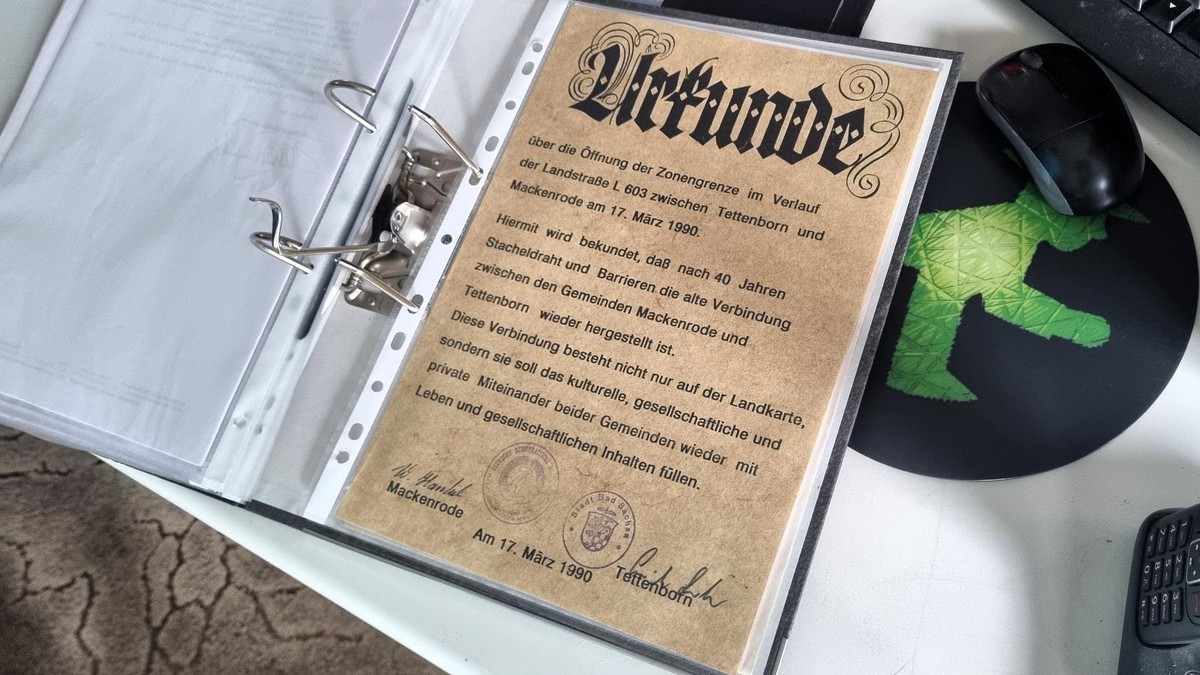 Urkunde
über die Öffnung der Zonengrenze im Verlauf
der Landstraße L 603 zwischen Tettenborn und
Mackenrode am 17. März 1990.
Hiermit wird bekundet, daß nach 40 Jahren
Stacheldraht und Barrieren die alte Verbindung
zwischen den Gemeinden Mackenrode und
Tettenborn wieder hergestellt ist.
Diese Verbindung besteht nicht nur auf der Landkarte,
sondern sie soll das kulturelle, gesellschaftliche und
private Miteinander beider Gemeinden wieder mit
Leben und gesellschaftlichen Inhalten füllen.
Mackenrode
Stadt Bad Sachsa
Am 17. März 1990
Tettenborn